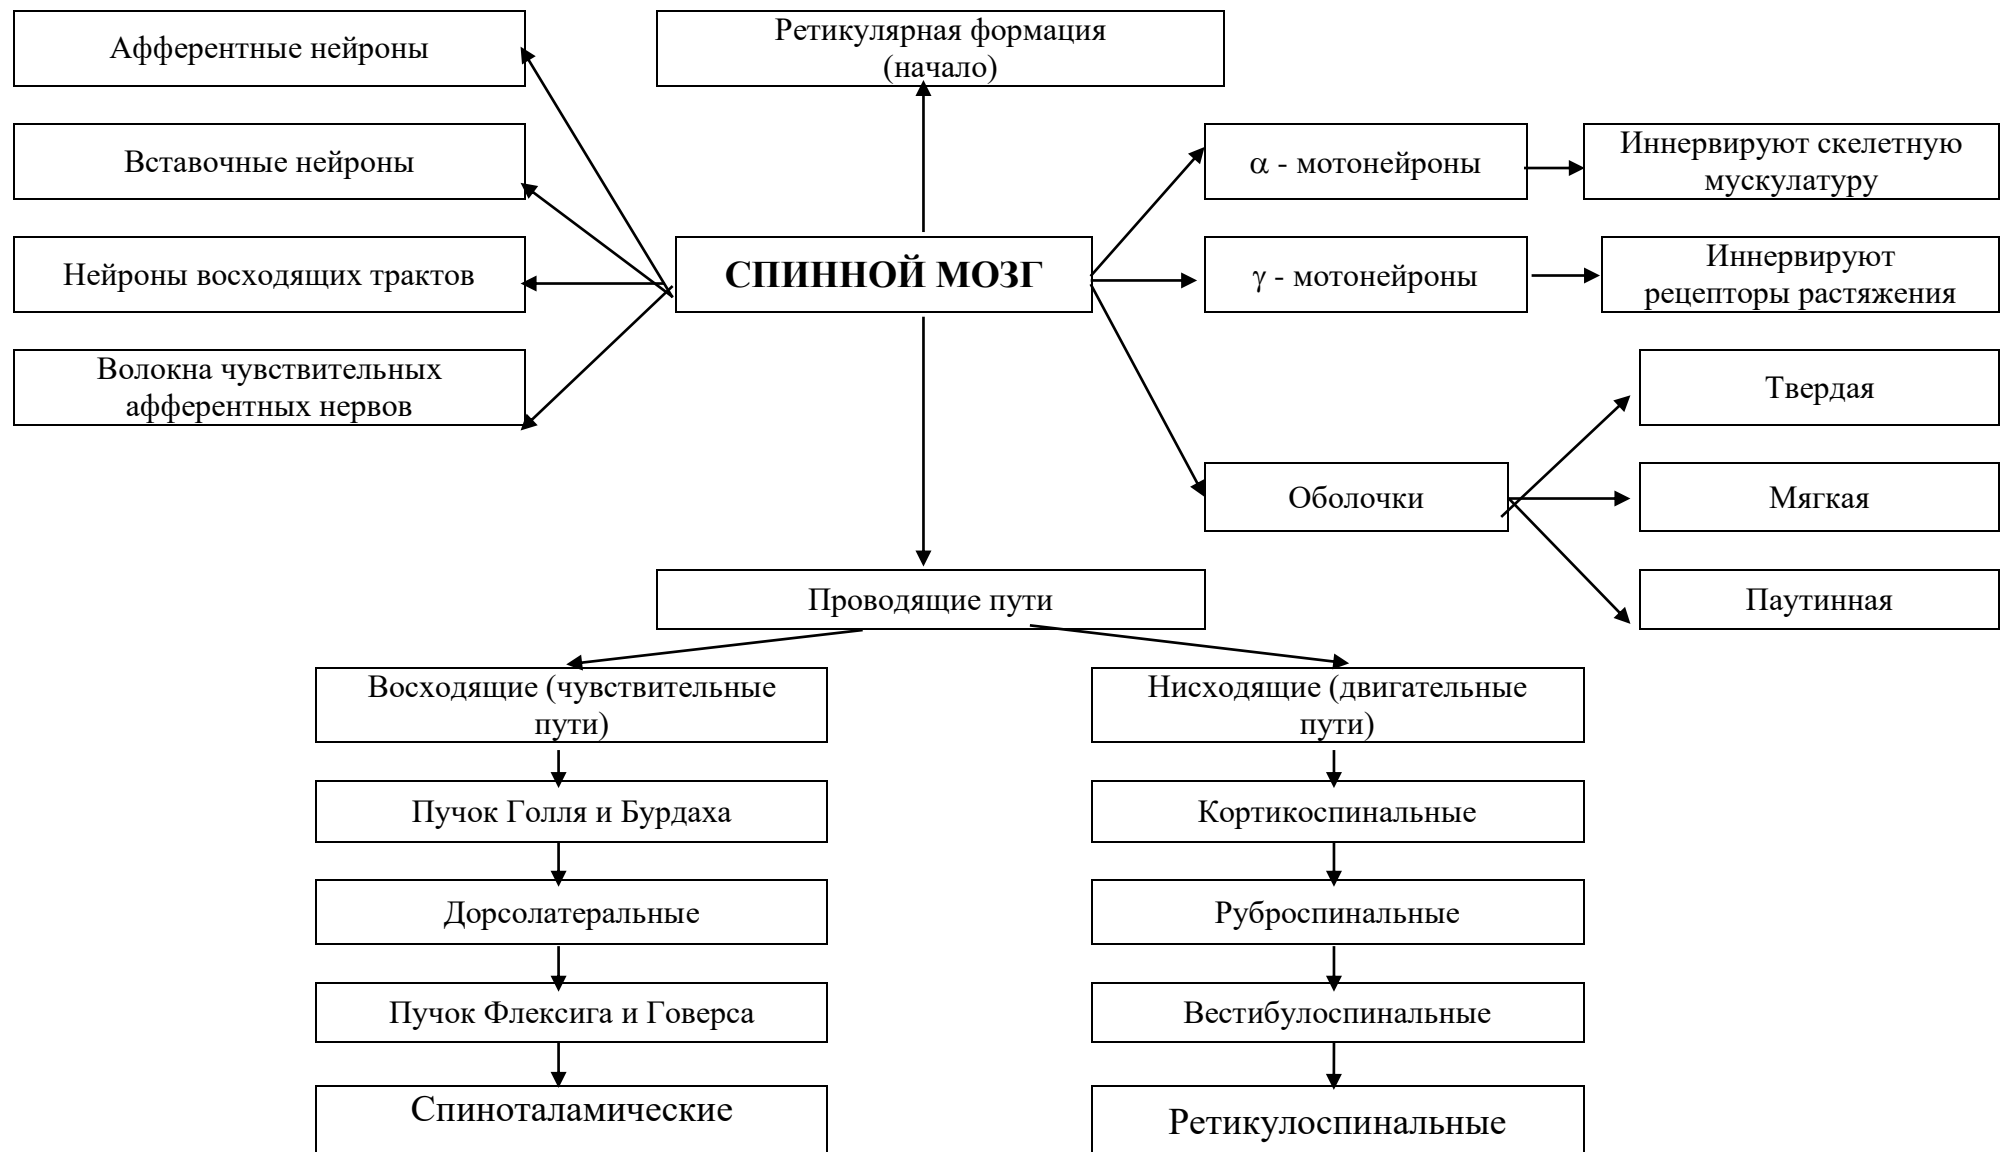 Афферентные нейроны
Ретикулярная формация
(начало)
Вставочные нейроны
α - мотонейроны
Иннервируют скелетную
мускулатуру
Нейроны восходящих трактов
СПИННОЙ МОЗГ
γ - мотонейроны
Иннервируют
рецепторы растяжения
Волокна чувствительных
афферентных нервов
Твердая
Оболочки
Мягкая
Проводящие пути
Паутинная
Восходящие (чувствительные
пути)
Нисходящие (двигательные
пути)
Пучок Голля и Бурдаха
Кортикоспинальные
Дорсолатеральные
Руброспинальные
Пучок Флексига и Говерса
Вестибулоспинальные
Спиноталамические
Ретикулоспинальные